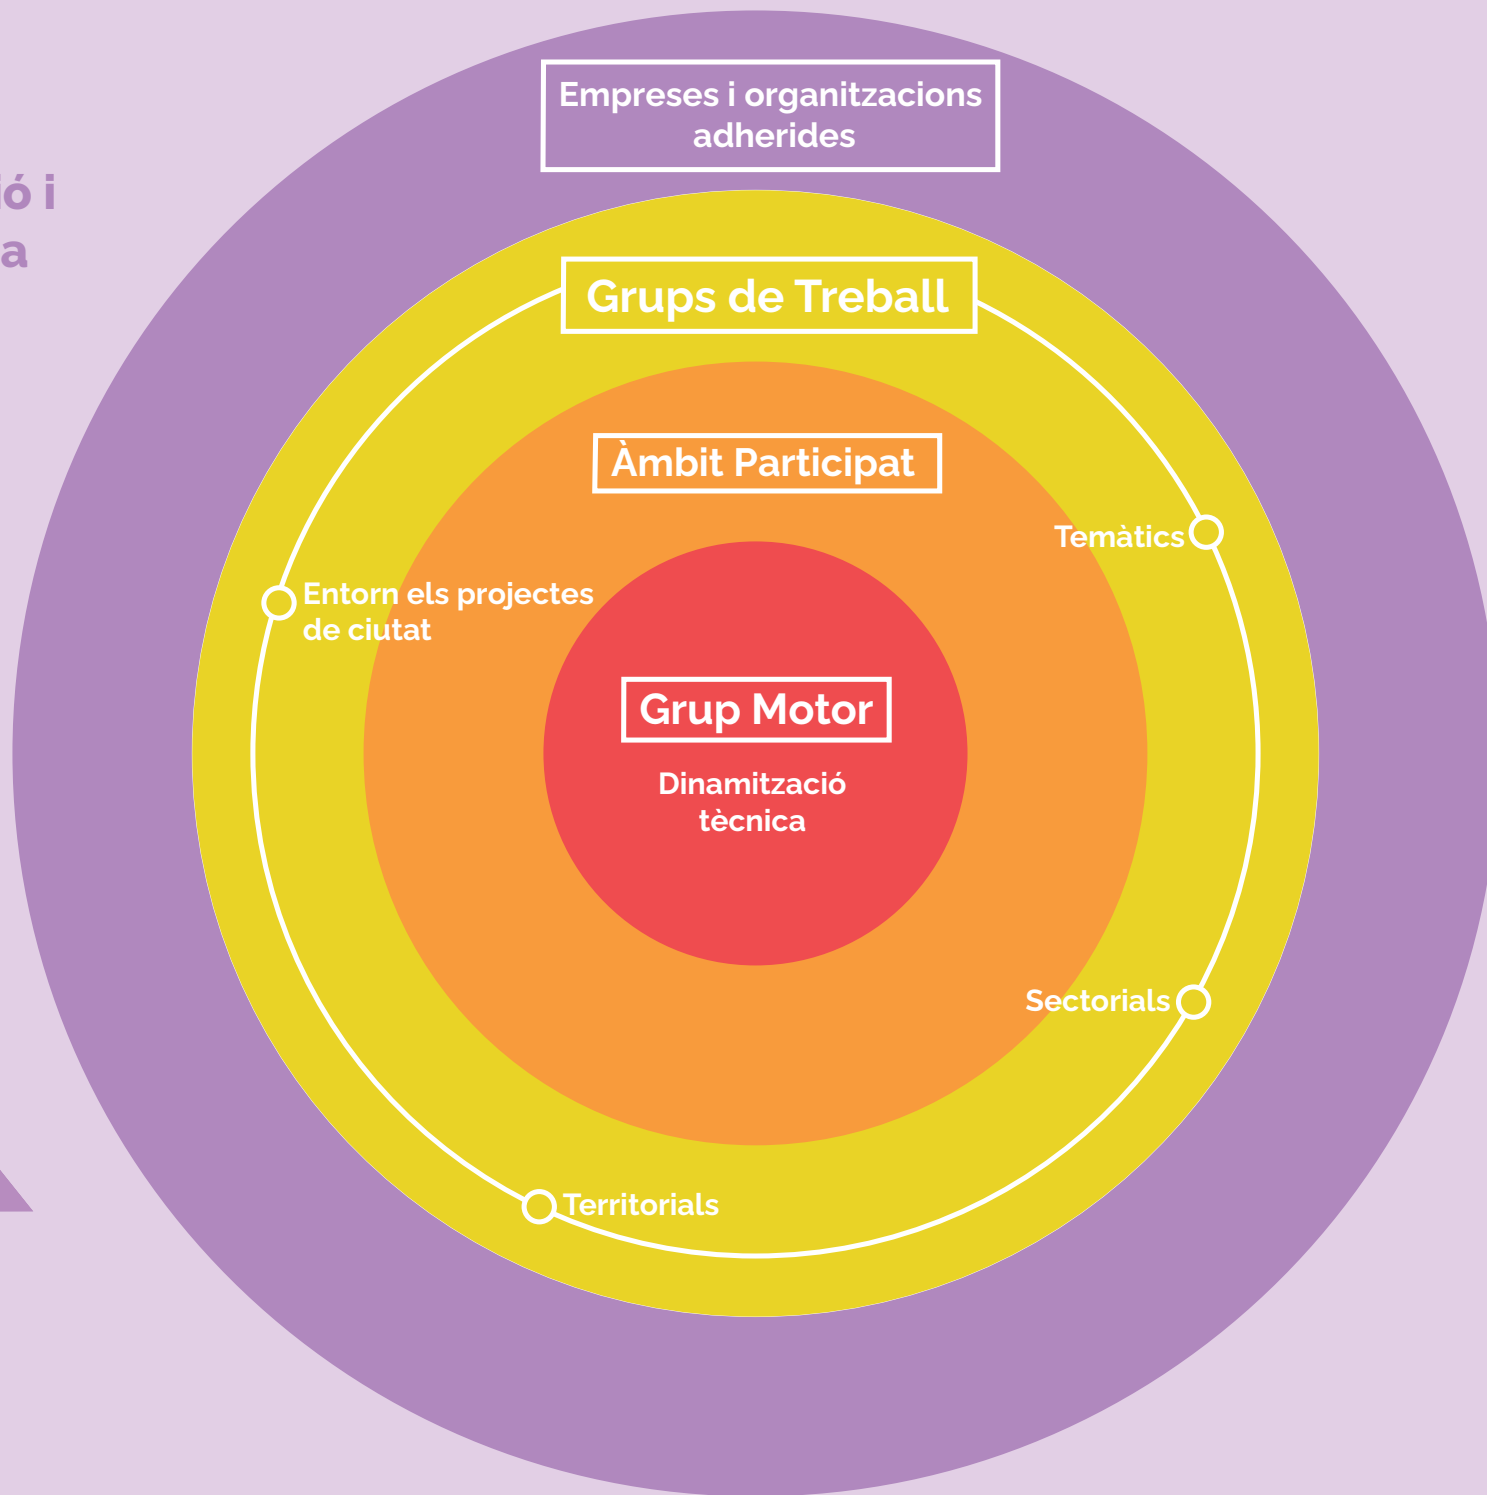 ió i
a
Empreses i organitzacions
adherides
Grups de Treball
Àmbit Participat
Temàtics
Entorn els projectes
de ciutat
Grup Motor
Dinamització
tècnica
Sectorials
Territorials